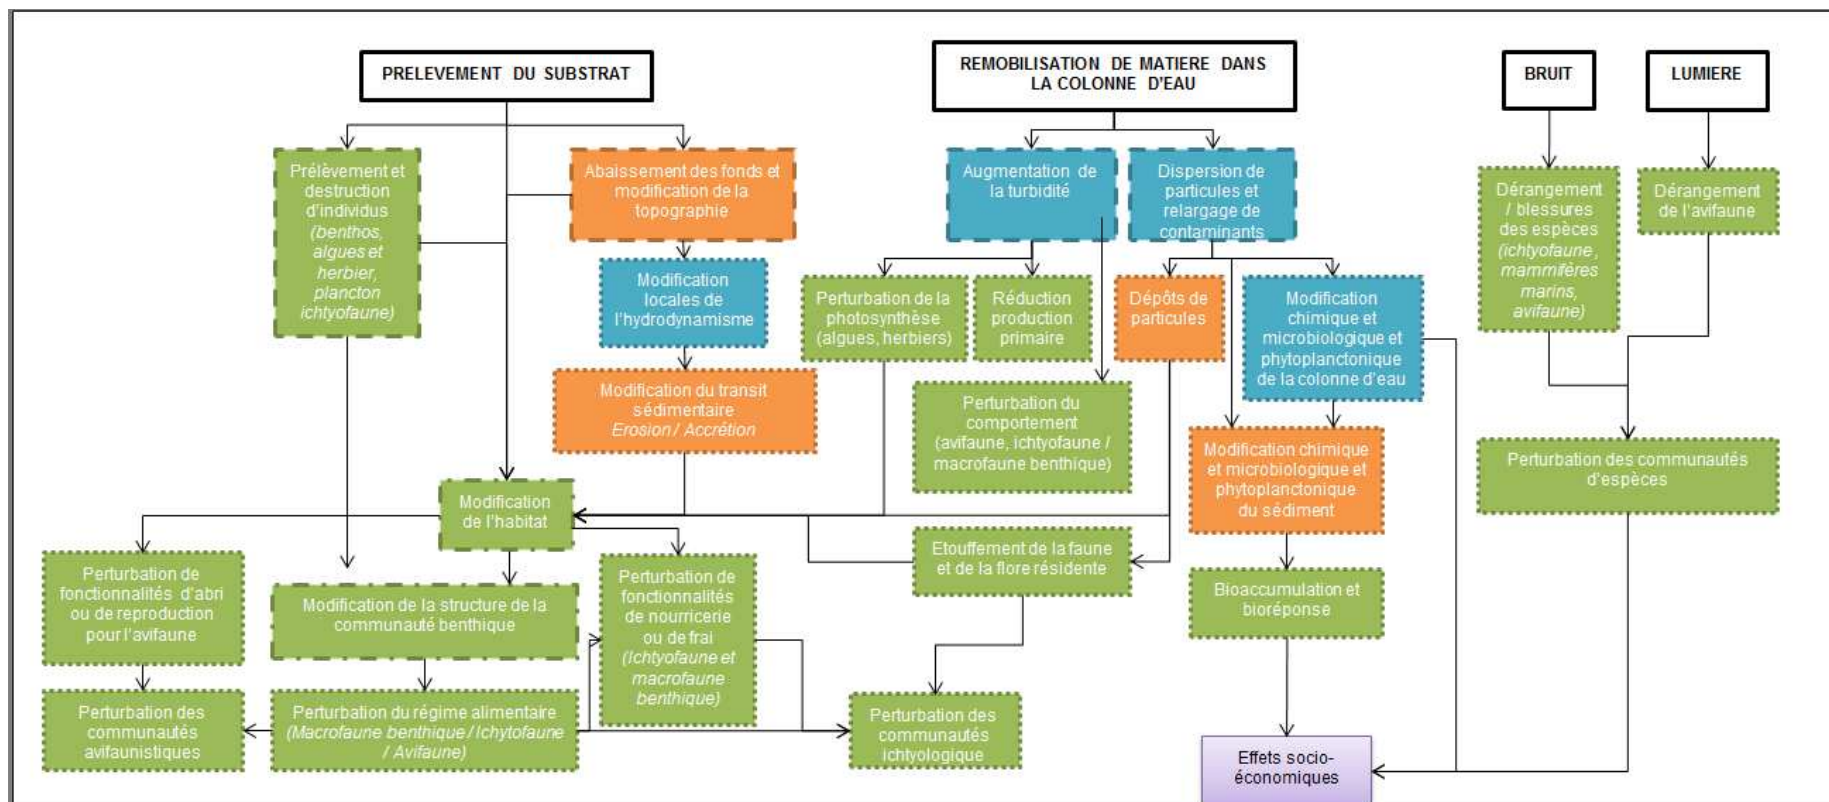 PRELEVEMENT DU SUBSTRAT
REMOBILISATION DE MATIERE DANS
LA COLONNE D'EAU
BRUIT
LUMIERE
Prélèvement et
destruction
d'individus
(benthos,
algues et
herbier,
plancton
ichtyofaune)
Abaissement des fonds et
modification de la
topographie
Augmentation de
la turbidité
Dispersion de
particules et
relargage de
contaminants
Dérangement
/ blessures
des espèces
(ichtyofaune,
mammifères
marins,
avifaune)
Dérangement
de l'avifaune
Modification
locales de
l'hydrodynamisme
Perturbation de la
photosynthèse
(algues, herbiers)
Réduction
production
primaire
Dépôts de
particules
Modification
chimique et
microbiologique et
phytoplanctonique
de la colonne d'eau
Modification du transit
sédimentaire
Erosion / Accrétion
Perturbation du
comportement
(avifaune, ichtyofaune /
macrofaune benthique)
Modification chimique
et microbiologique et
phytoplanctonique
du sédiment
Perturbation des communautés
d'espèces
Modification
de l'habitat
Perturbation de
fonctionnalités d'abri
ou de reproduction
pour l'avifaune
Modification de la structure de la
communauté benthique
Perturbation de
fonctionnalités
de nourricerie
ou de frai
(Ichtyofaune et
macrofaune
benthique)
Etouffement de la faune
et de la flore résidente
Bioaccumulation et
bioréponse
Perturbation des
communautés
avifaunistiques
Perturbation du régime alimentaire
(Macrofaune benthique / Ichytofaune
/ Avifaune)
Perturbation des
communautés
ichtyologique
Effets socio-
économiques